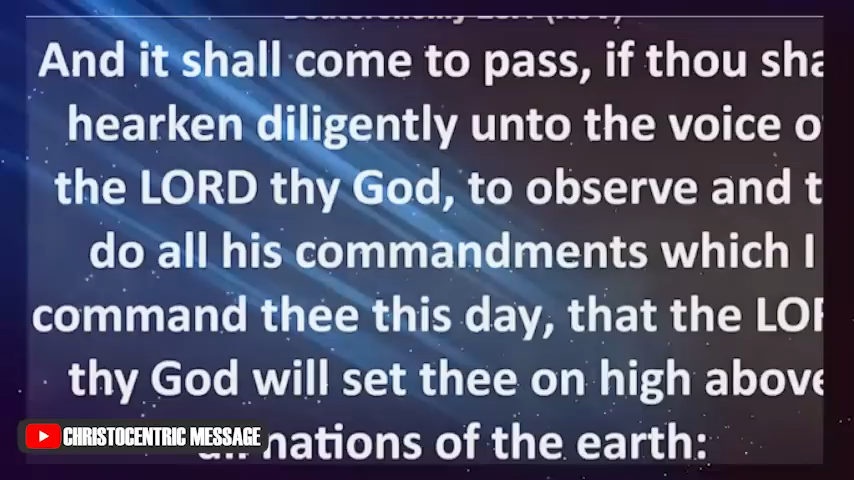 And it shall come to pass, if thou sha
hearken diligently unto the voice of
the LORD thy God, to observe and t
do all his commandments which I
command thee this day, that the LOR
thy God will set thee on high above
nations of the earth:
CHRISTOCENTRIC MESSAGE